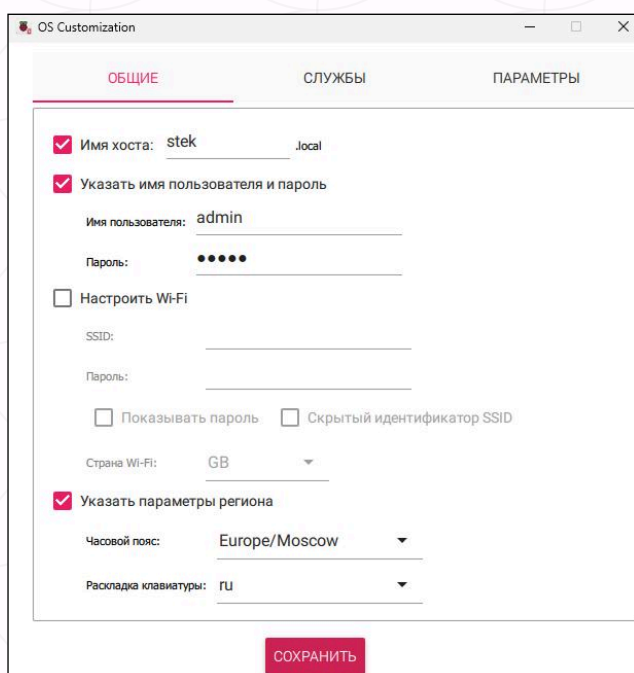 OS Customization
ОБЩИЕ СЛУЖБЫ ПАРАМЕТРЫ
Имя хоста: stek .local
Указать имя пользователя и пароль
Имя пользователя: admin
Пароль: •••••
Настроить Wi-Fi
SSID:
Пароль:
Показывать пароль Скрытый идентификатор SSID
Страна Wi-Fi: GB
Указать параметры региона
Часовой пояс: Europe/Moscow
Раскладка клавиатуры: ru
СОХРАНИТЬ